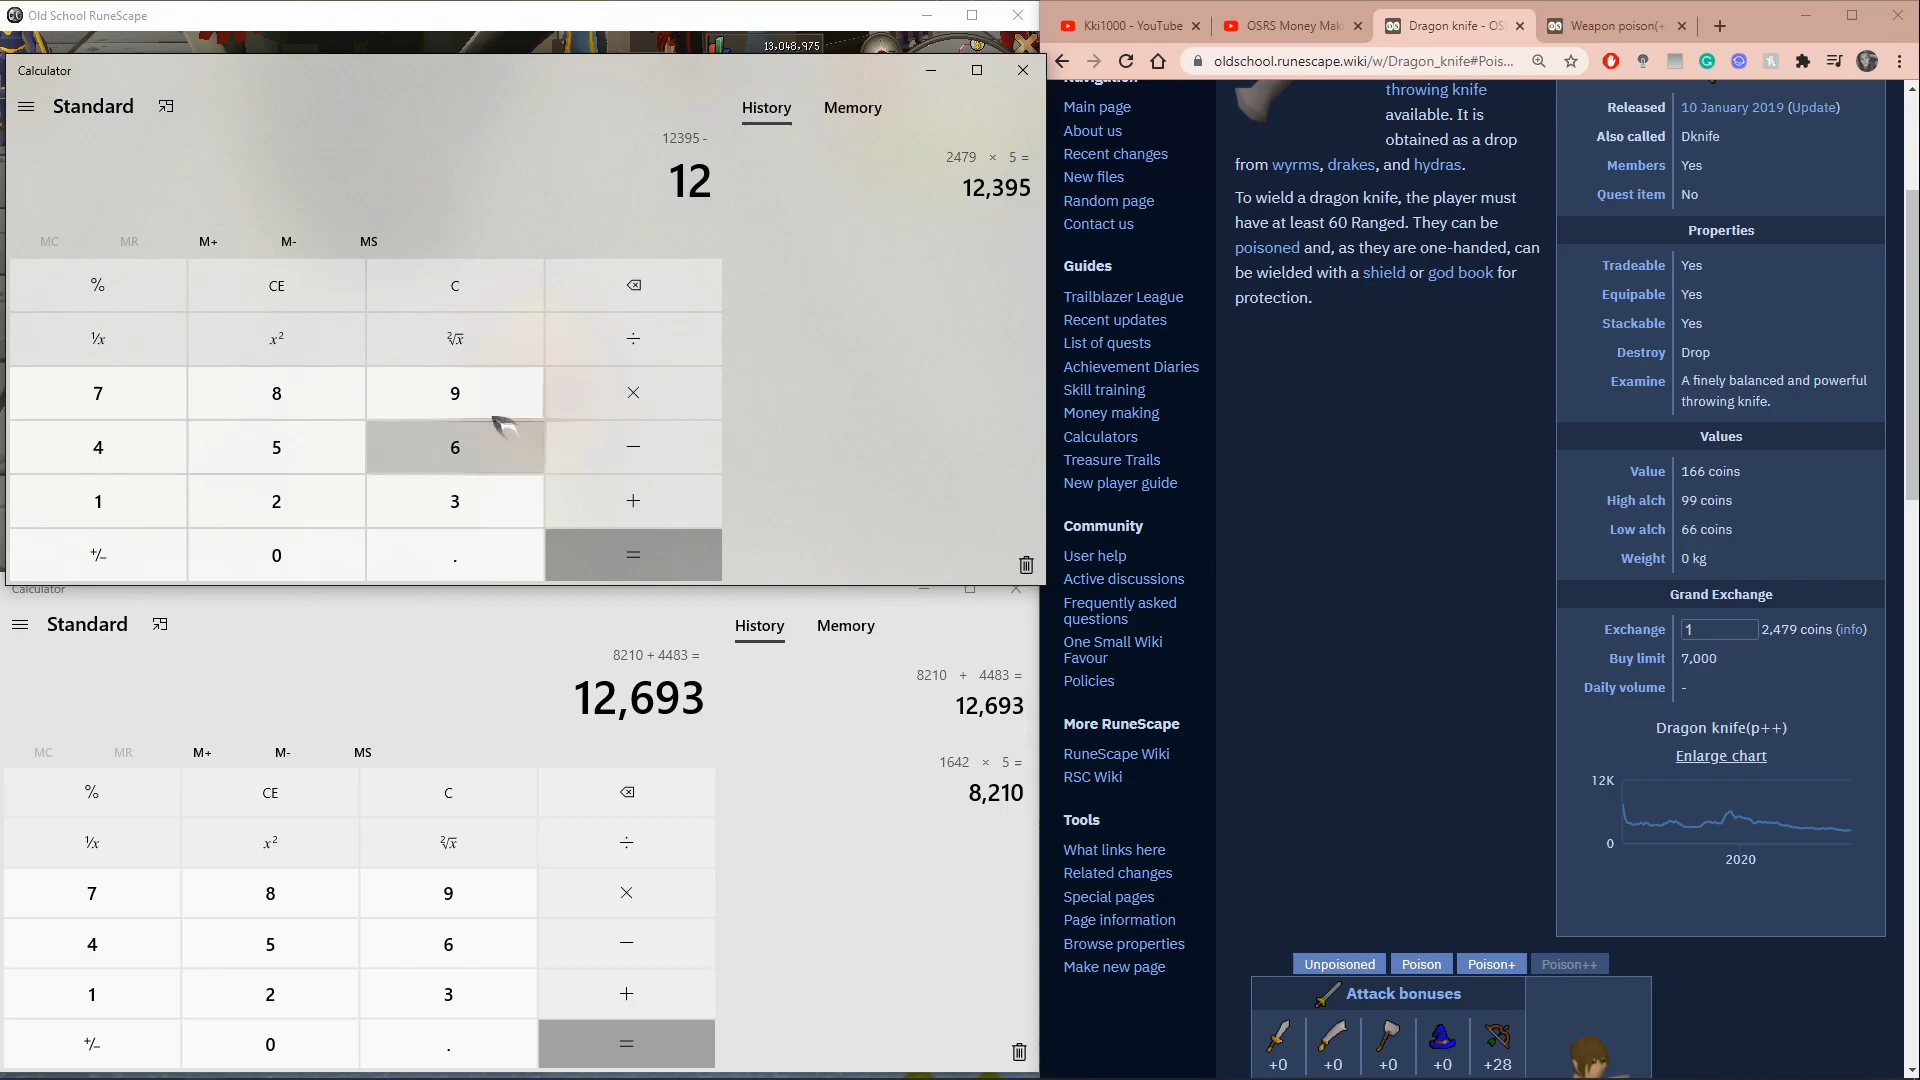 Old School RuneScape
13,048,975
Calculator
Standard
History
Memory
12395 -
12
2479 × 5 =
12,395
MC
MR
M+
M-
MS
%
CE
C
⌫
¹/x
x²
²√x
÷
7
8
9
×
4
5
6
−
1
2
3
+
+/−
0
.
=
Calculator
Standard
History
Memory
8210 + 4483 =
12,693
8210 + 4483 =
12,693
1642 × 5 =
8,210
MC
MR
M+
M-
MS
%
CE
C
⌫
¹/x
x²
²√x
÷
7
8
9
×
4
5
6
−
1
2
3
+
+/−
0
.
=
Kki1000 - YouTube
OSRS Money Mak
Dragon knife - OS
Weapon poison(+
oldschool.runescape.wiki/w/Dragon_knife#Pois...
Navigation
Main page
About us
Recent changes
New files
Random page
Contact us
Guides
Trailblazer League
Recent updates
List of quests
Achievement Diaries
Skill training
Money making
Calculators
Treasure Trails
New player guide
Community
User help
Active discussions
Frequently asked
questions
One Small Wiki
Favour
Policies
More RuneScape
RuneScape Wiki
RSC Wiki
Tools
What links here
Related changes
Special pages
Page information
Browse properties
Make new page
throwing knife
available. It is
obtained as a drop
from wyrms, drakes, and hydras.
To wield a dragon knife, the player must
have at least 60 Ranged. They can be
poisoned and, as they are one-handed, can
be wielded with a shield or god book for
protection.
Released 10 January 2019 (Update)
Also called Dknife
Members Yes
Quest item No
Properties
Tradeable Yes
Equipable Yes
Stackable Yes
Destroy Drop
Examine A finely balanced and powerful
throwing knife.
Values
Value 166 coins
High alch 99 coins
Low alch 66 coins
Weight 0 kg
Grand Exchange
Exchange 1 2,479 coins (info)
Buy limit 7,000
Daily volume -
Dragon knife(p++)
Enlarge chart
12K
0
2020
Unpoisoned
Poison
Poison+
Poison++
Attack bonuses
+0
+0
+0
+0
+28